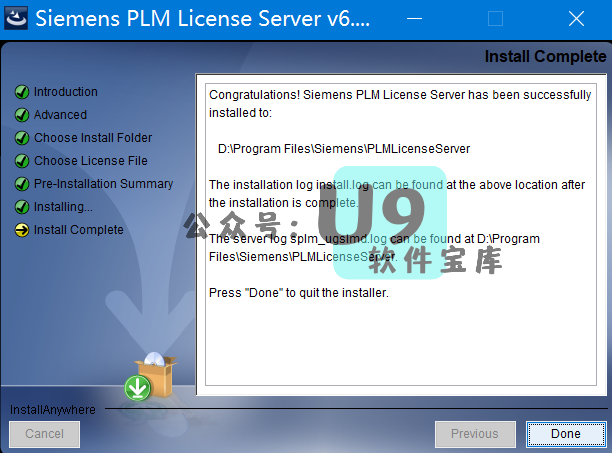 Siemens PLM License Server v6....
Install Complete
Introduction
Advanced
Choose Install Folder
Choose License File
Pre-Installation Summary
Installing...
Install Complete
Congratulations! Siemens PLM License Server has been successfully
installed to:
D:\Program Files\Siemens\PLMLicenseServer
The installation log install.log can be found at the above location after
the installation is complete.
The server log splm_ugslmd.log can be found at D:\Program
Files\Siemens\PLMLicenseServer.
Press "Done" to quit the installer.
公众号：U9
软件宝库
InstallAnywhere
Cancel
Previous
Done